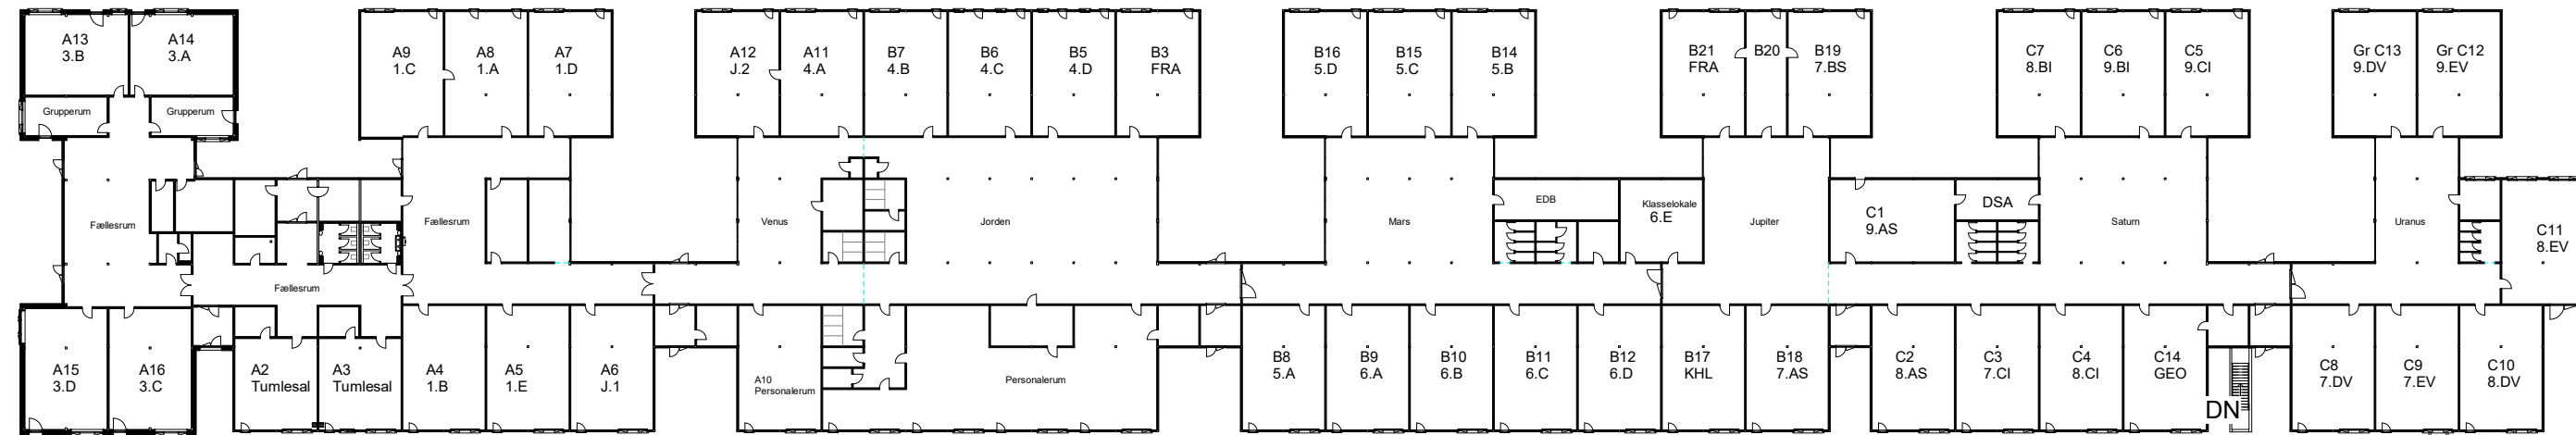 A13
3.B
A14
3.A
A9
1.C
A8
1.A
A7
1.D
A12
J.2
A11
4.A
B7
4.B
B6
4.C
B5
4.D
B3
FRA
B16
5.D
B15
5.C
B14
5.B
B21
FRA
B20
B19
7.BS
C7
8.BI
C6
9.BI
C5
9.CI
Gr C13
9.DV
Gr C12
9.EV
Grupperum
Grupperum
Fællesrum
Fællesrum
Venus
Jorden
Mars
EDB
Klasselokale
6.E
Jupiter
C1
9.AS
DSA
Saturn
Uranus
C11
8.EV
Fællesrum
A15
3.D
A16
3.C
A2
Tumlesal
A3
Tumlesal
A4
1.B
A5
1.E
A6
J.1
A10
Personalerum
Personalerum
B8
5.A
B9
6.A
B10
6.B
B11
6.C
B12
6.D
B17
KHL
B18
7.AS
C2
8.AS
C3
7.CI
C4
8.CI
C14
GEO
DN
C8
7.DV
C9
7.EV
C10
8.DV